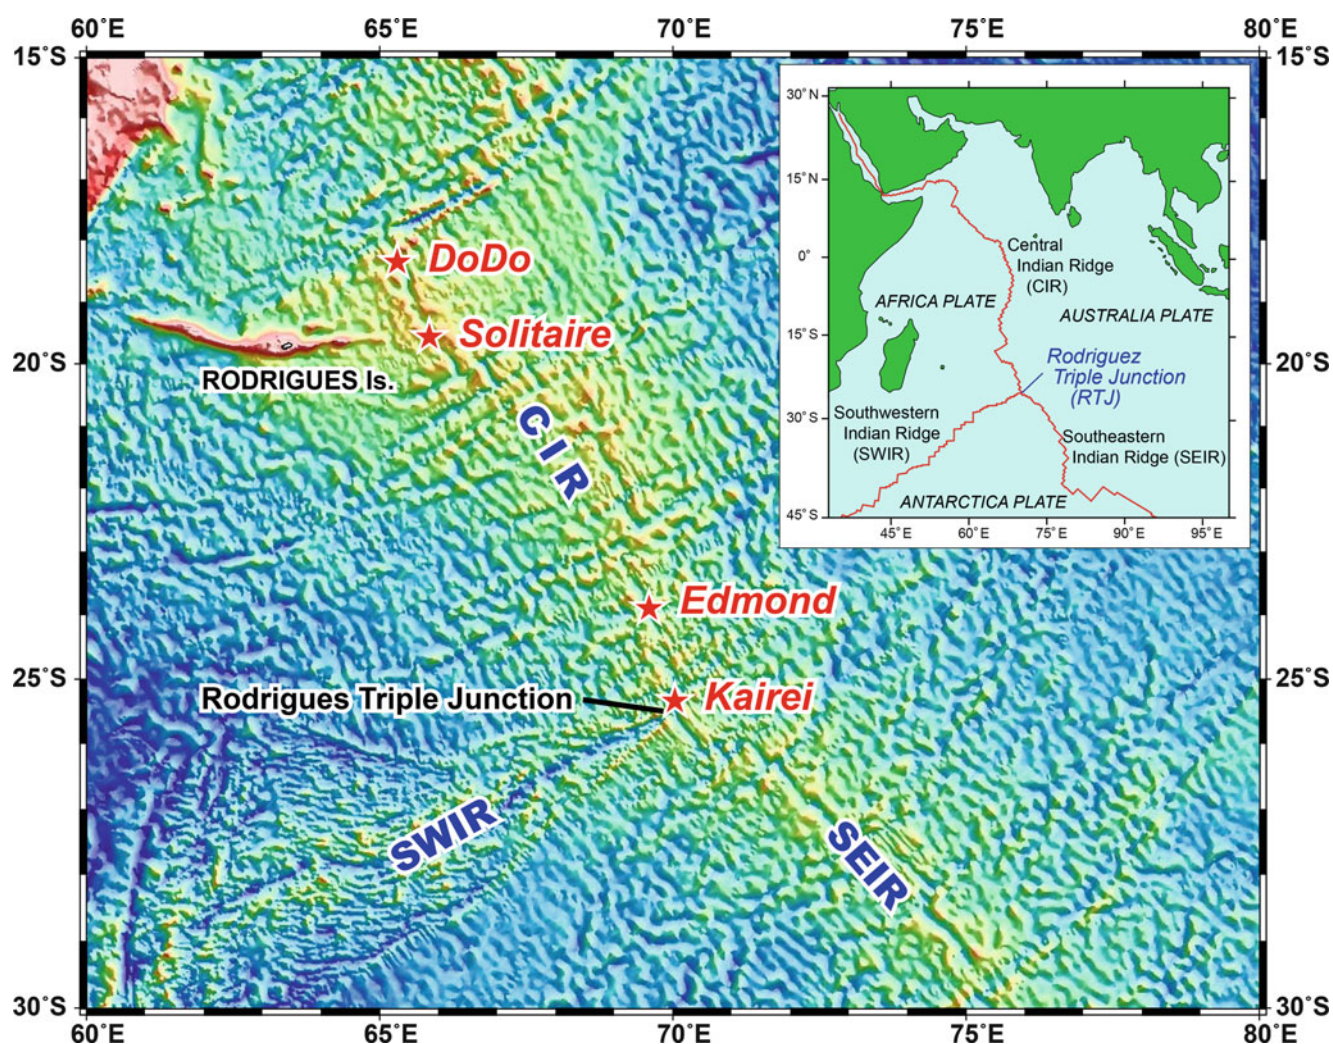 60°E
65°
70°
75°
80°E
15°S
15°S
30°N
15°N
0°
15°S
30°S
45°S
45°E
60°E
75°E
90°E
95°E
Central
Indian Ridge
(CIR)
AFRICA PLATE
AUSTRALIA PLATE
Rodriguez
Triple Junction
(RTJ)
Southwestern
Indian Ridge
(SWIR)
Southeastern
Indian Ridge (SEIR)
ANTARCTICA PLATE
DoDo
Solitaire
20°S
20°S
RODRIGUES Is.
CIR
Edmond
25°S
25°S
Rodrigues Triple Junction
Kairei
SWIR
SEIR
30°S
30°S
60°
65°
70°
75°
80°